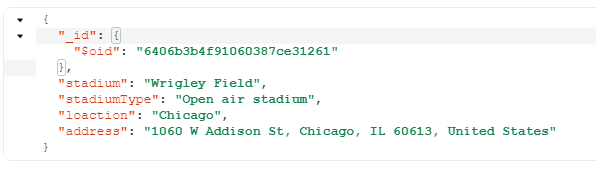 {
"_id": {
"$oid": "6406b3b4f91060387ce31261"
},
"stadium": "Wrigley Field",
"stadiumType": "Open air stadium",
"loaction": "Chicago",
"address": "1060 W Addison St, Chicago, IL 60613, United States"
}